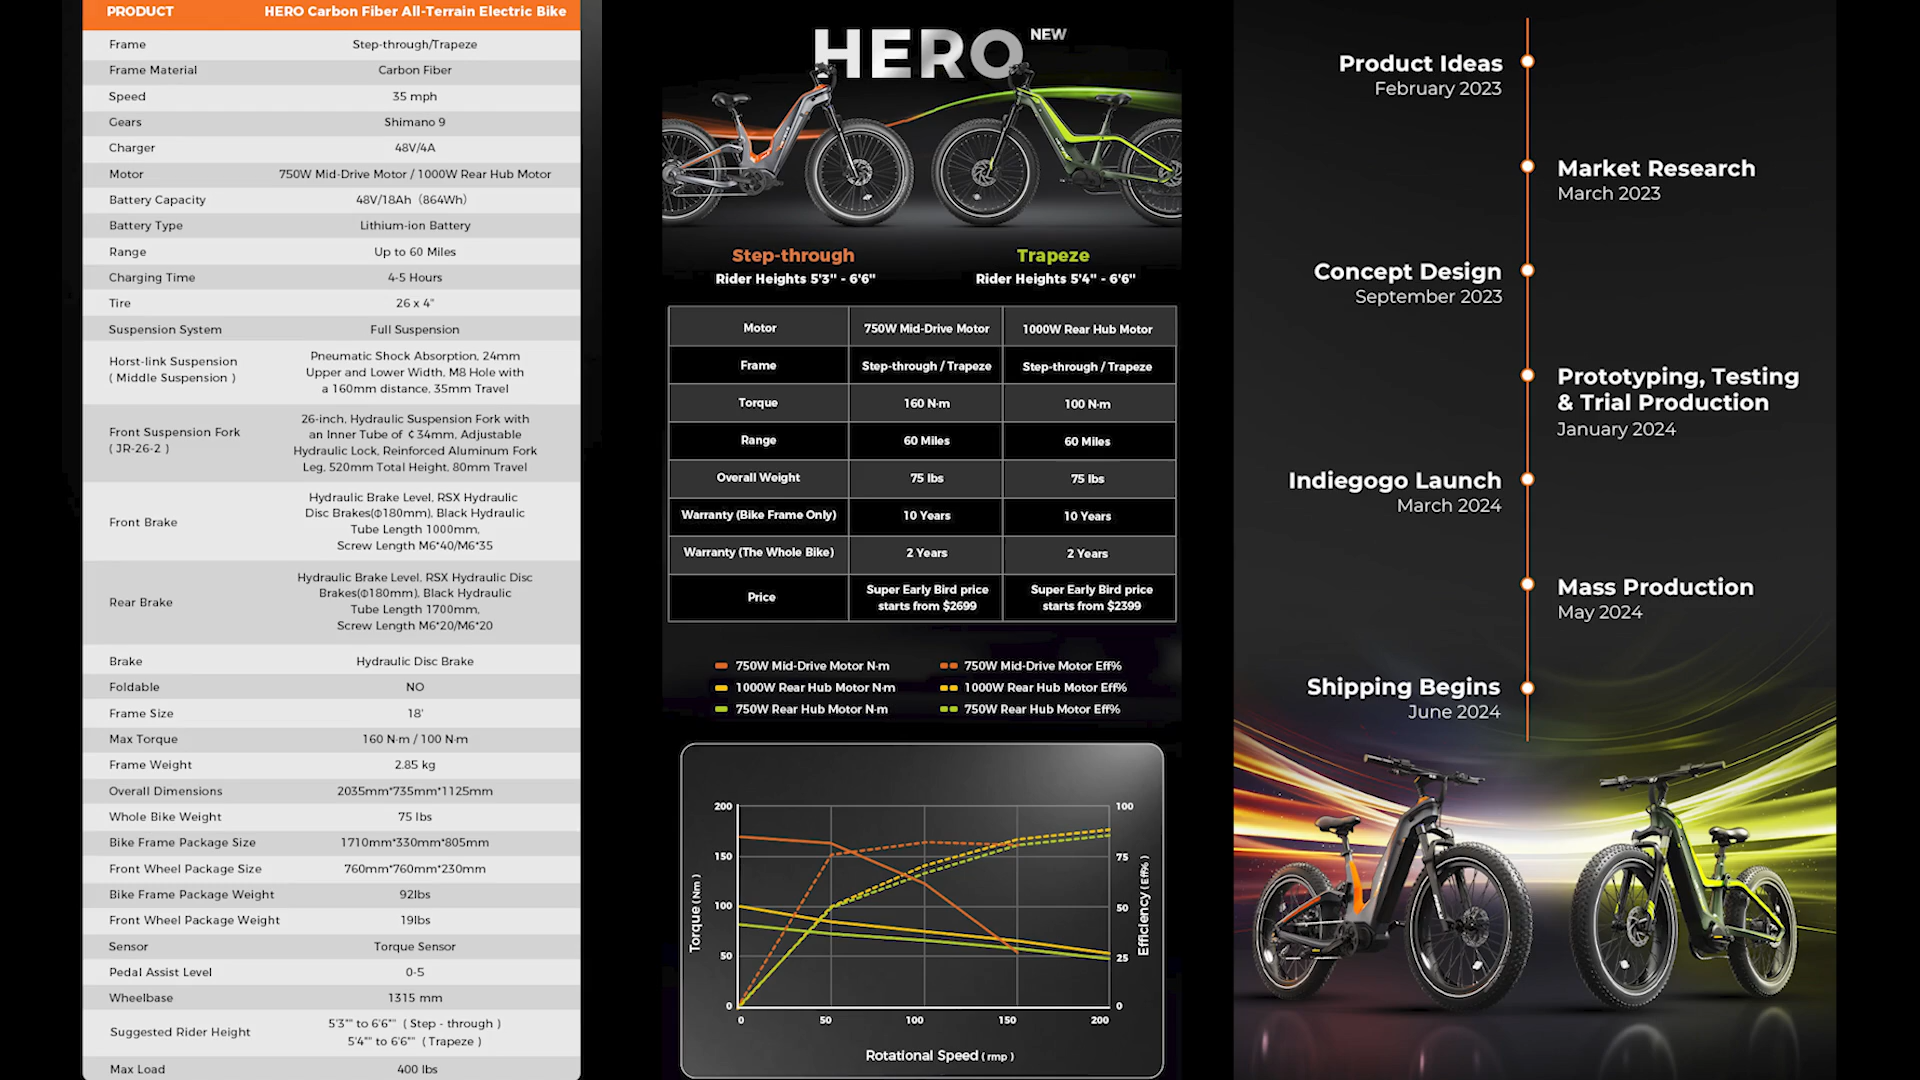 PRODUCT HERO Carbon Fiber All-Terrain Electric Bike
Frame Step-through/Trapeze
Frame Material Carbon Fiber
Speed 35 mph
Gears Shimano 9
Charger 48V/4A
Motor 750W Mid-Drive Motor / 1000W Rear Hub Motor
Battery Capacity 48V/18Ah (864Wh)
Battery Type Lithium-ion Battery
Range Up to 60 Miles
Charging Time 4-5 Hours
Tire 26 x 4"
Suspension System Full Suspension
Horst-link Suspension
( Middle Suspension )
Pneumatic Shock Absorption, 24mm
Upper and Lower Width, M8 Hole with
a 160mm distance, 35mm Travel
Front Suspension Fork
( JR-26-2 )
26-inch, Hydraulic Suspension Fork with
an Inner Tube of ¢34mm, Adjustable
Hydraulic Lock, Reinforced Aluminum Fork
Leg, 520mm Total Height, 80mm Travel
Front Brake
Hydraulic Brake Level, RSX Hydraulic
Disc Brakes(Φ180mm), Black Hydraulic
Tube Length 1000mm,
Screw Length M6*40/M6*35
Rear Brake
Hydraulic Brake Level, RSX Hydraulic Disc
Brakes(Φ180mm), Black Hydraulic
Tube Length 1700mm,
Screw Length M6*20/M6*20
Brake Hydraulic Disc Brake
Foldable NO
Frame Size 18'
Max Torque 160 N·m / 100 N·m
Frame Weight 2.85 kg
Overall Dimensions 2035mm*735mm*1125mm
Whole Bike Weight 75 lbs
Bike Frame Package Size 1710mm*330mm*805mm
Front Wheel Package Size 760mm*760mm*230mm
Bike Frame Package Weight 92lbs
Front Wheel Package Weight 19lbs
Sensor Torque Sensor
Pedal Assist Level 0-5
Wheelbase 1315 mm
Suggested Rider Height
5'3"" to 6'6"" ( Step - through )
5'4"" to 6'6"" ( Trapeze )
Max Load 400 lbs
HERO NEW
Step-through
Rider Heights 5'3" - 6'6"
Trapeze
Rider Heights 5'4" - 6'6"
Motor 750W Mid-Drive Motor 1000W Rear Hub Motor
Frame Step-through / Trapeze Step-through / Trapeze
Torque 160 N·m 100 N·m
Range 60 Miles 60 Miles
Overall Weight 75 lbs 75 lbs
Warranty (Bike Frame Only) 10 Years 10 Years
Warranty (The Whole Bike) 2 Years 2 Years
Price
Super Early Bird price
starts from $2699
Super Early Bird price
starts from $2399
750W Mid-Drive Motor N·m 750W Mid-Drive Motor Eff%
1000W Rear Hub Motor N·m 1000W Rear Hub Motor Eff%
750W Rear Hub Motor N·m 750W Rear Hub Motor Eff%
Torque ( Nm )
200
150
100
50
0
100
75
50
25
0
Efficiency ( Eff% )
0 50 100 150 200
Rotational Speed ( rmp )
Product Ideas
February 2023
Market Research
March 2023
Concept Design
September 2023
Prototyping, Testing
& Trial Production
January 2024
Indiegogo Launch
March 2024
Mass Production
May 2024
Shipping Begins
June 2024